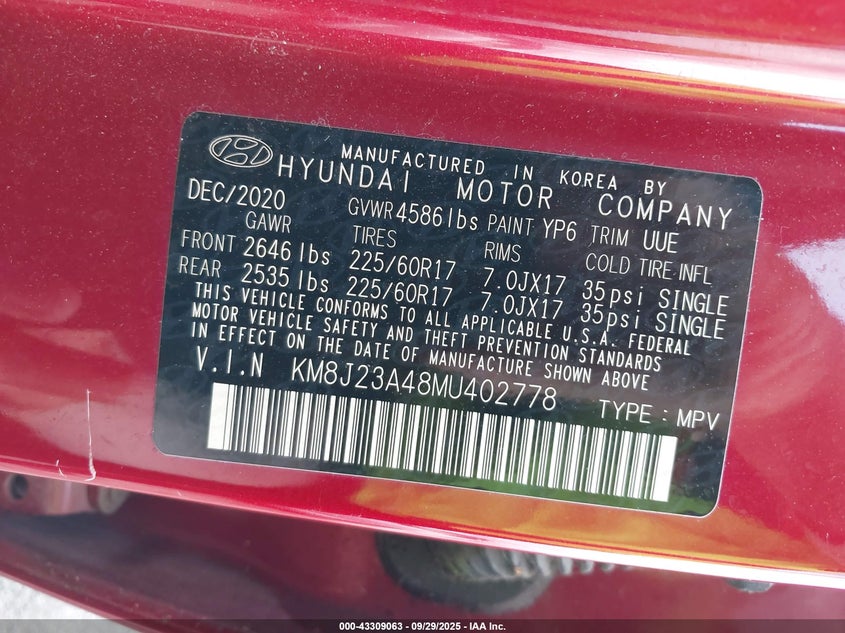 MANUFACTURED IN KOREA BY
HYUNDAI MOTOR COMPANY
DEC/2020 GVWR 4586 lbs PAINT YP6 TRIM UUE
GAWR TIRES RIMS COLD TIRE INFL
FRONT 2646 lbs 225/60R17 7.0JX17 35psi SINGLE
REAR 2535 lbs 225/60R17 7.0JX17 35psi SINGLE
THIS VEHICLE CONFORMS TO ALL APPLICABLE U.S.A. FEDERAL
MOTOR VEHICLE SAFETY AND THEFT PREVENTION STANDARDS
IN EFFECT ON THE DATE OF MANUFACTURE SHOWN ABOVE
V.I.N KM8J23A48MU402778 TYPE : MPV
000-43309063 - 09/29/2025 - IAA Inc.